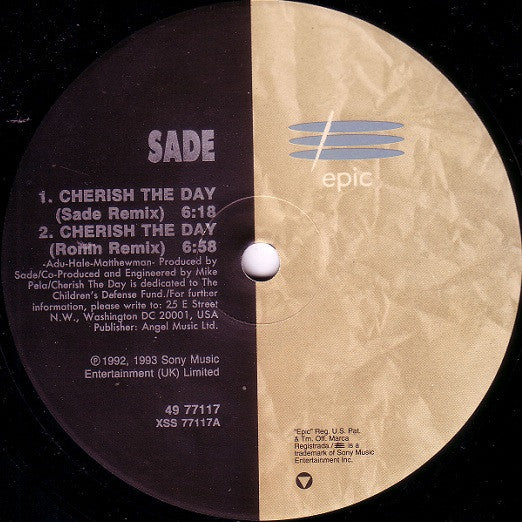 SADE
1. CHERISH THE DAY
(Sade Remix) 6:18
2. CHERISH THE DAY
(Ronin Remix) 6:58
-Adu-Hale-Matthewman- Produced by
Sade/Co-Produced and Engineered by Mike
Pela/Cherish The Day is dedicated to The
Children's Defense Fund./For further
information, please write to: 25 E Street
N.W., Washington DC 20001, USA
Publisher: Angel Music Ltd.
℗1992, 1993 Sony Music
Entertainment (UK) Limited
49 77117
XSS 77117A
epic
"Epic" Reg. U.S. Pat.
& Tm. Off. Marca
Registrada./ is a
trademark of Sony Music
Entertainment Inc.